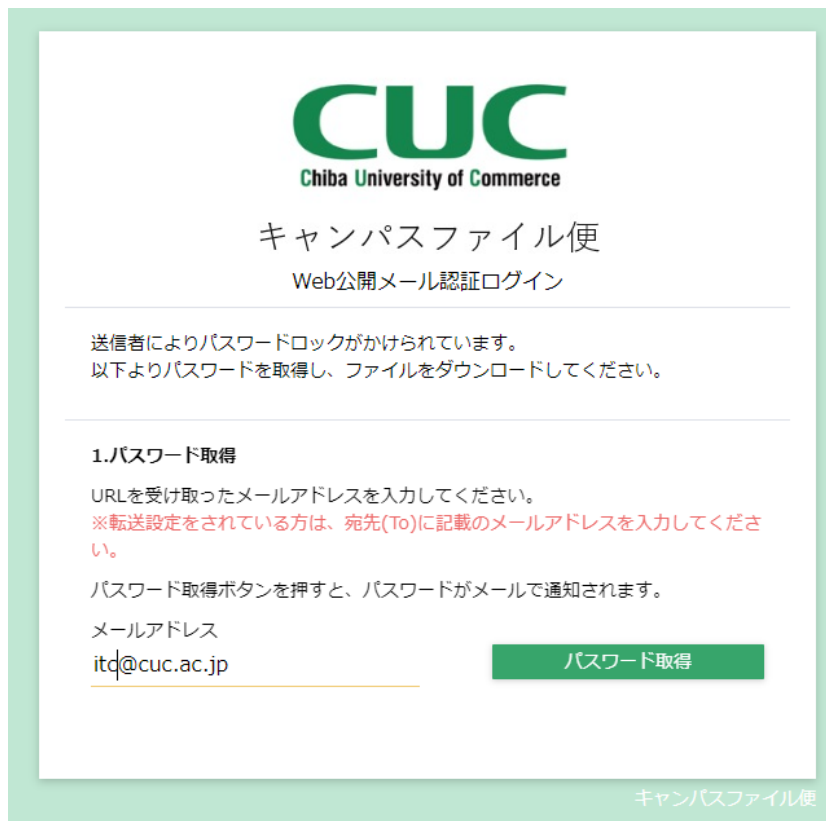 CUC
Chiba University of Commerce
キャンパスファイル便
Web公開メール認証ログイン
送信者によりパスワードロックがかけられています。
以下よりパスワードを取得し、ファイルをダウンロードしてください。
1.パスワード取得
URLを受け取ったメールアドレスを入力してください。
※転送設定をされている方は、宛先(To)に記載のメールアドレスを入力してくださ
い。
パスワード取得ボタンを押すと、パスワードがメールで通知されます。
メールアドレス
itc@cuc.ac.jp
パスワード取得
キャンパスファイル便